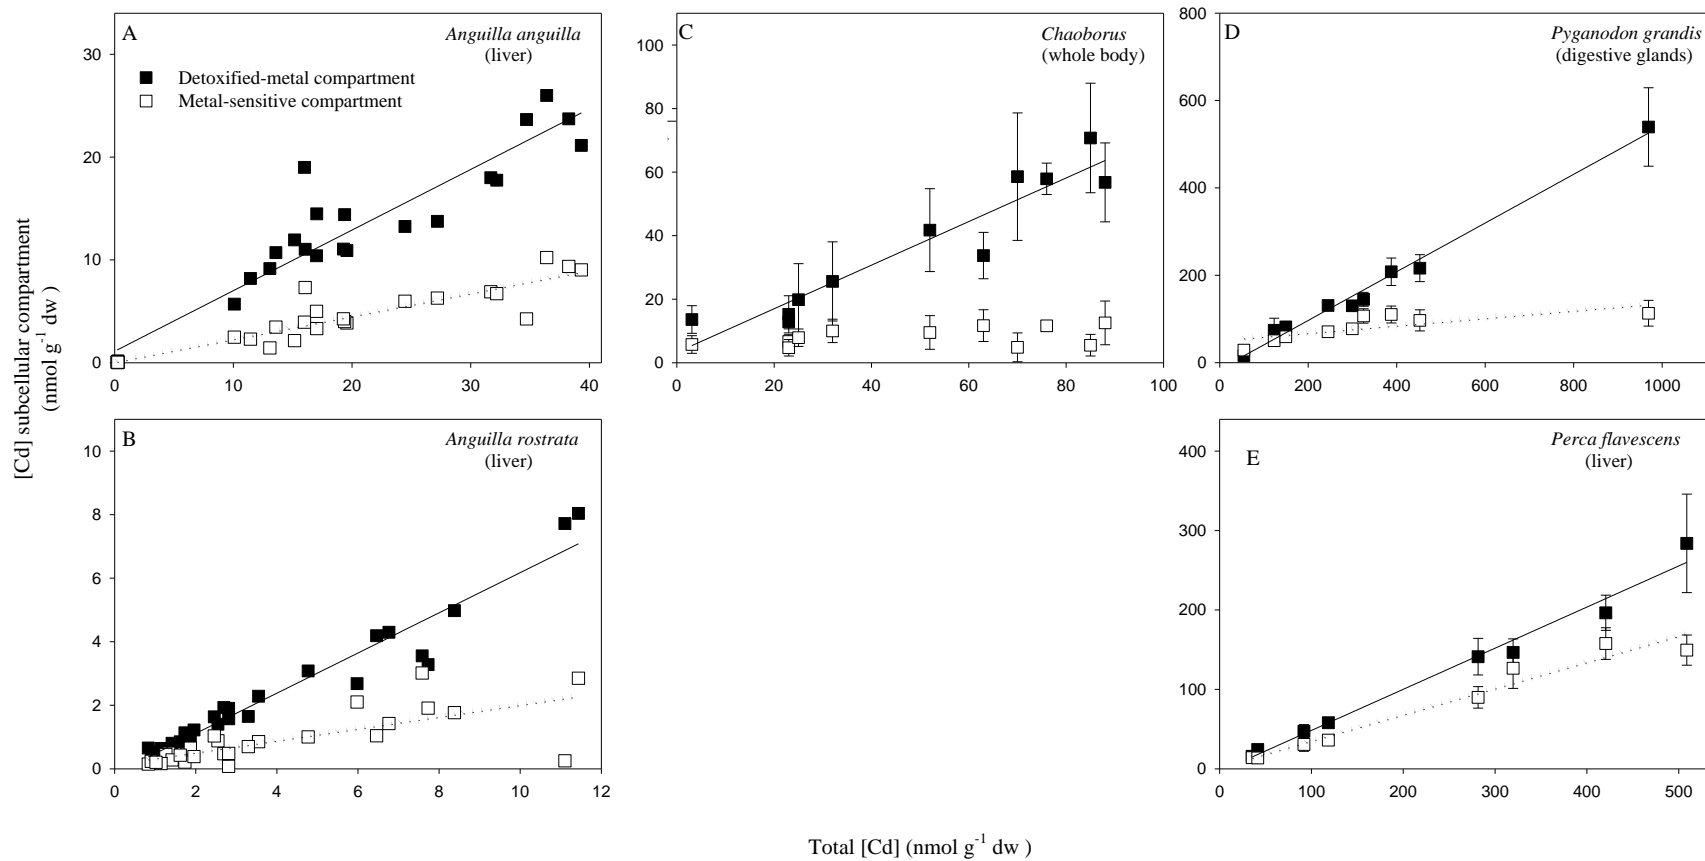 A
Anguilla anguilla
(liver)
Detoxified-metal compartment
Metal-sensitive compartment
30
20
10
0
0 10 20 30 40
C
Chaoborus
(whole body)
100
80
60
40
20
0
0 20 40 60 80 100
D
Pyganodon grandis
(digestive glands)
800
600
400
200
0
0 200 400 600 800 1000
[Cd] subcellular compartment
(nmol g-1 dw )
B
Anguilla rostrata
(liver)
10
8
6
4
2
0
0 2 4 6 8 10 12
E
Perca flavescens
(liver)
400
300
200
100
0
0 100 200 300 400 500
Total [Cd] (nmol g-1 dw )